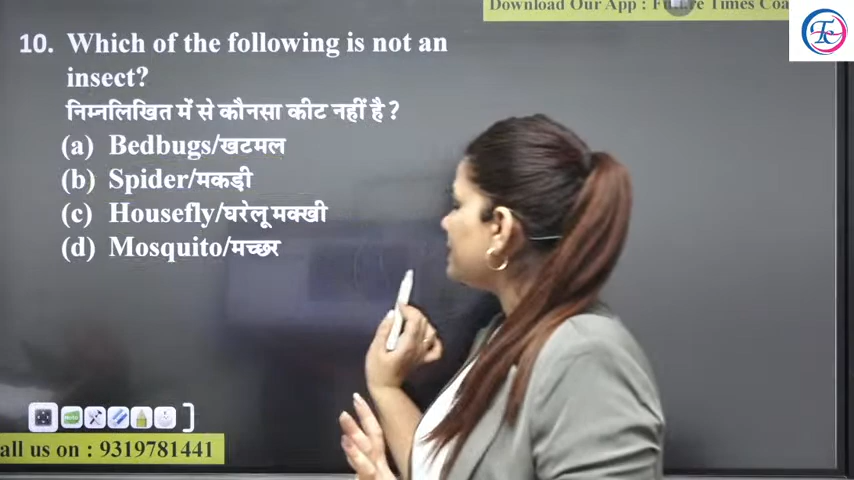 Download Our App : Future Times Coa
10. Which of the following is not an
insect?
निम्नलिखित में से कौनसा कीट नहीं है ?
(a) Bedbugs/खटमल
(b) Spider/मकड़ी
(c) Housefly/घरेलू मक्खी
(d) Mosquito/मच्छर
all us on : 9319781441